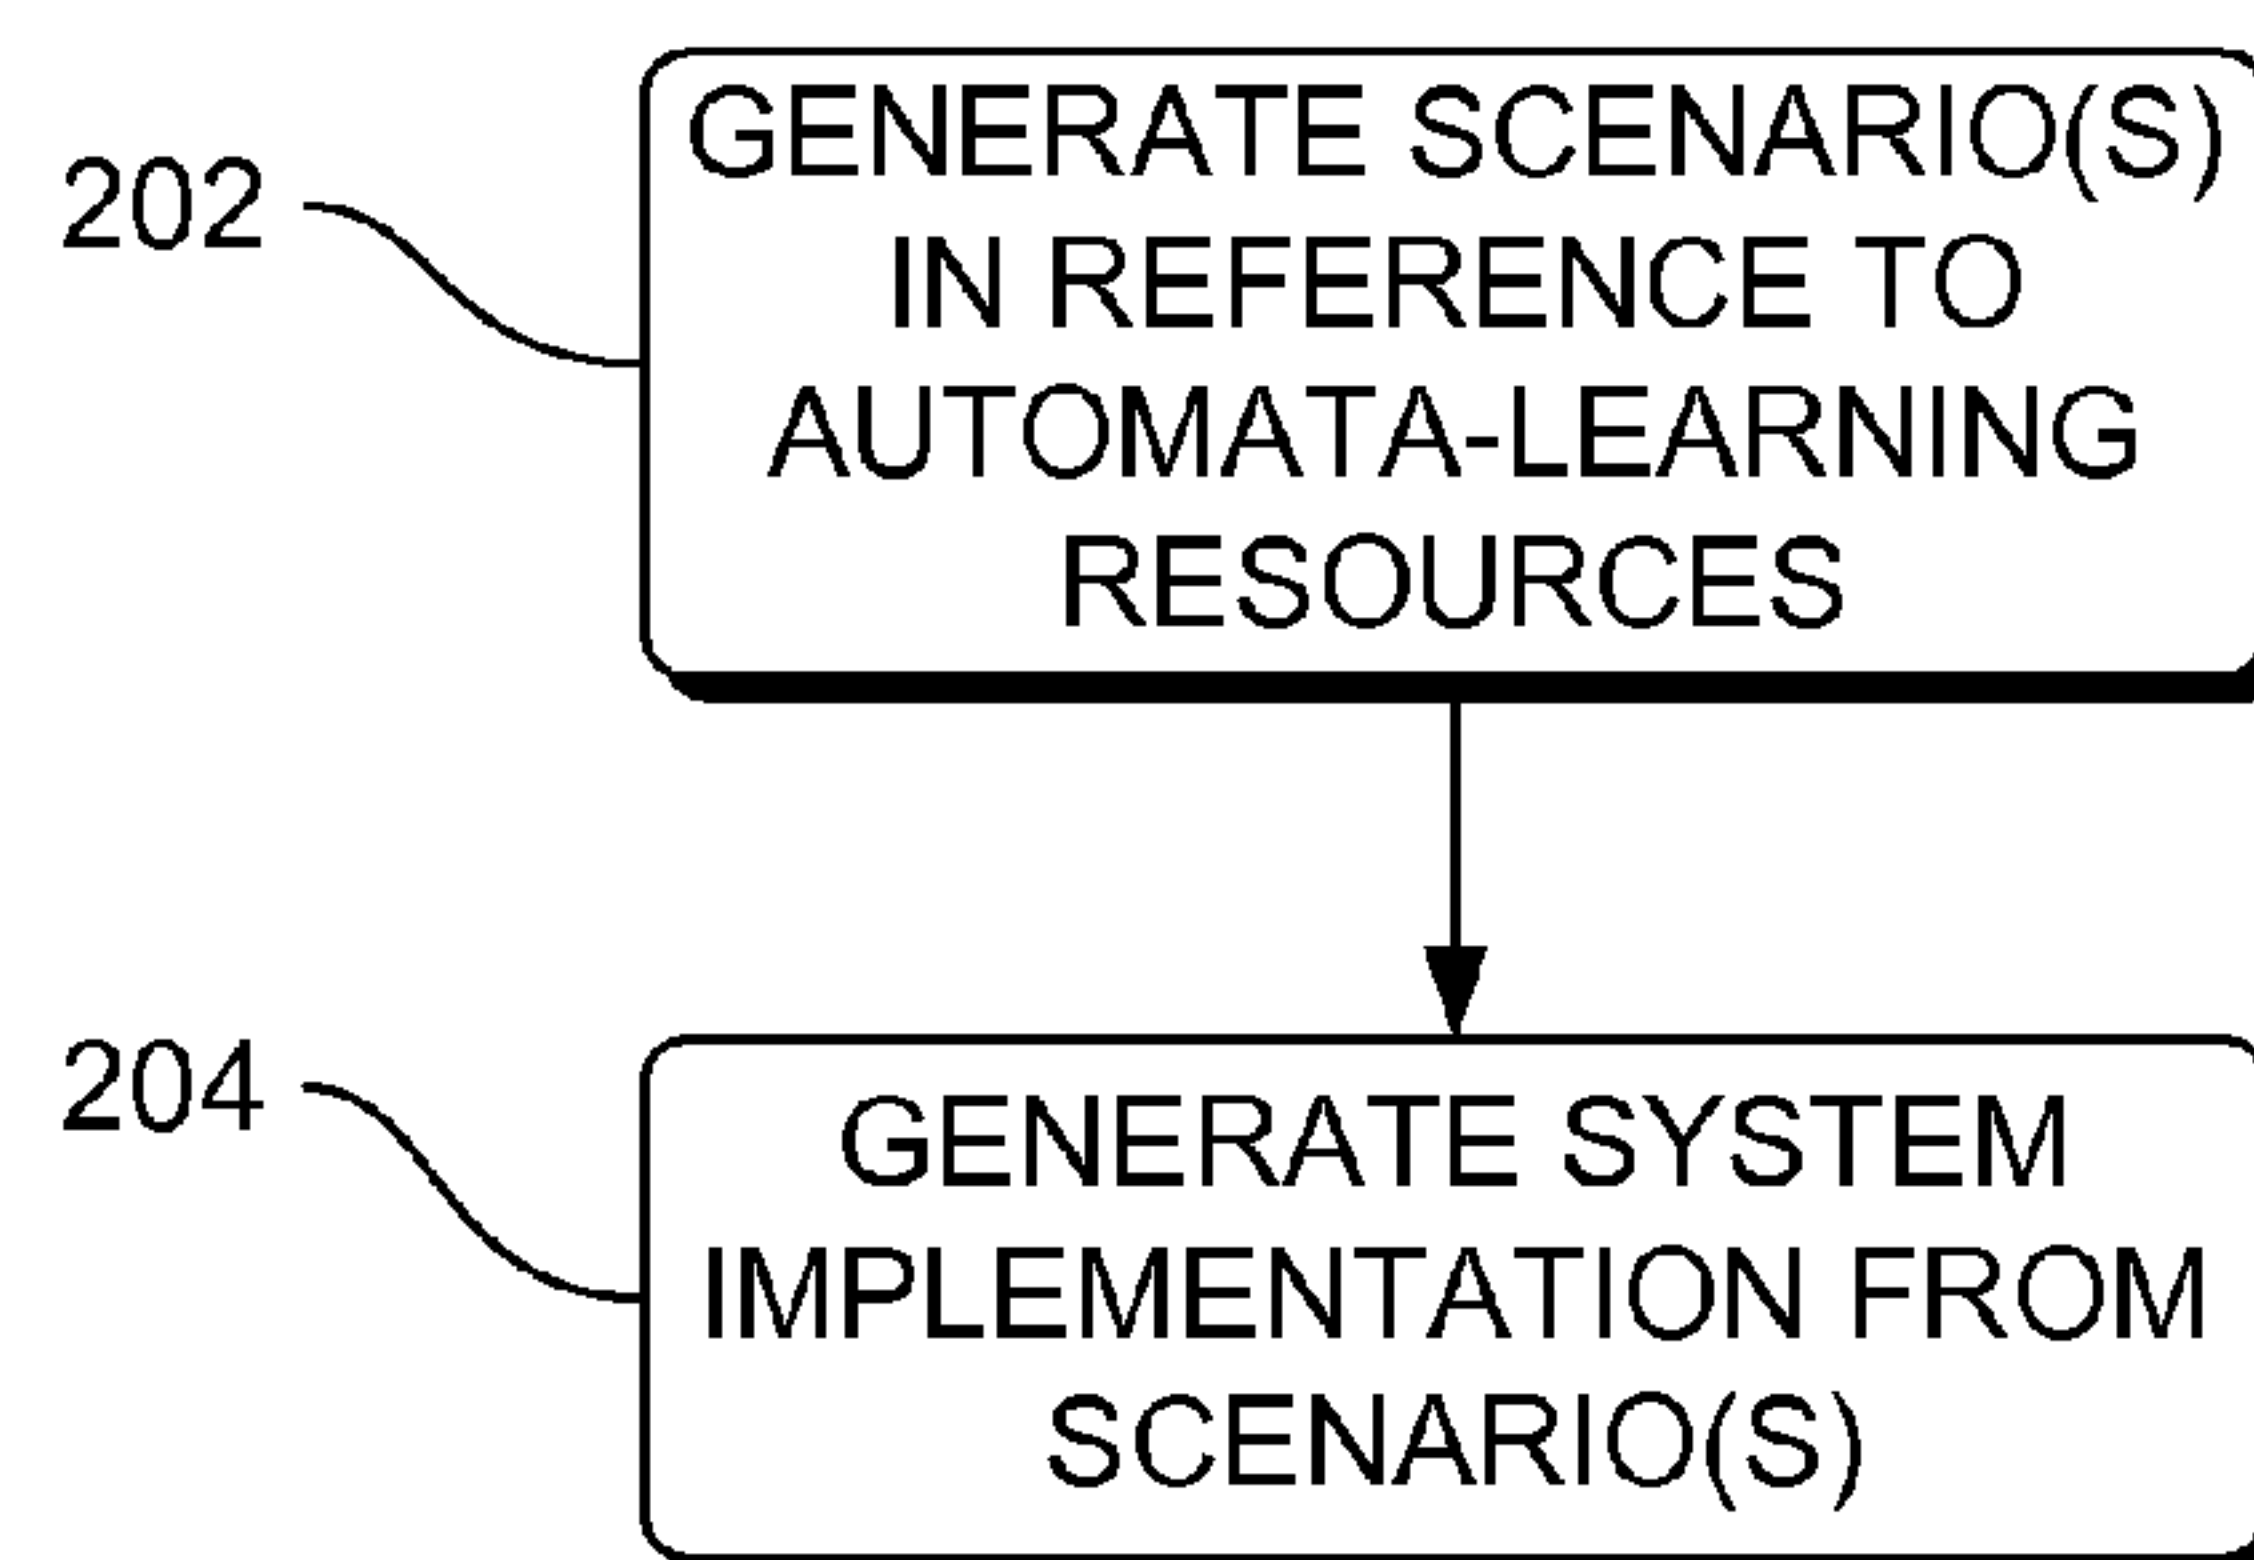 202
GENERATE SCENARIO(S)
IN REFERENCE TO
AUTOMATA-LEARNING
RESOURCES
204
GENERATE SYSTEM
IMPLEMENTATION FROM
SCENARIO(S)